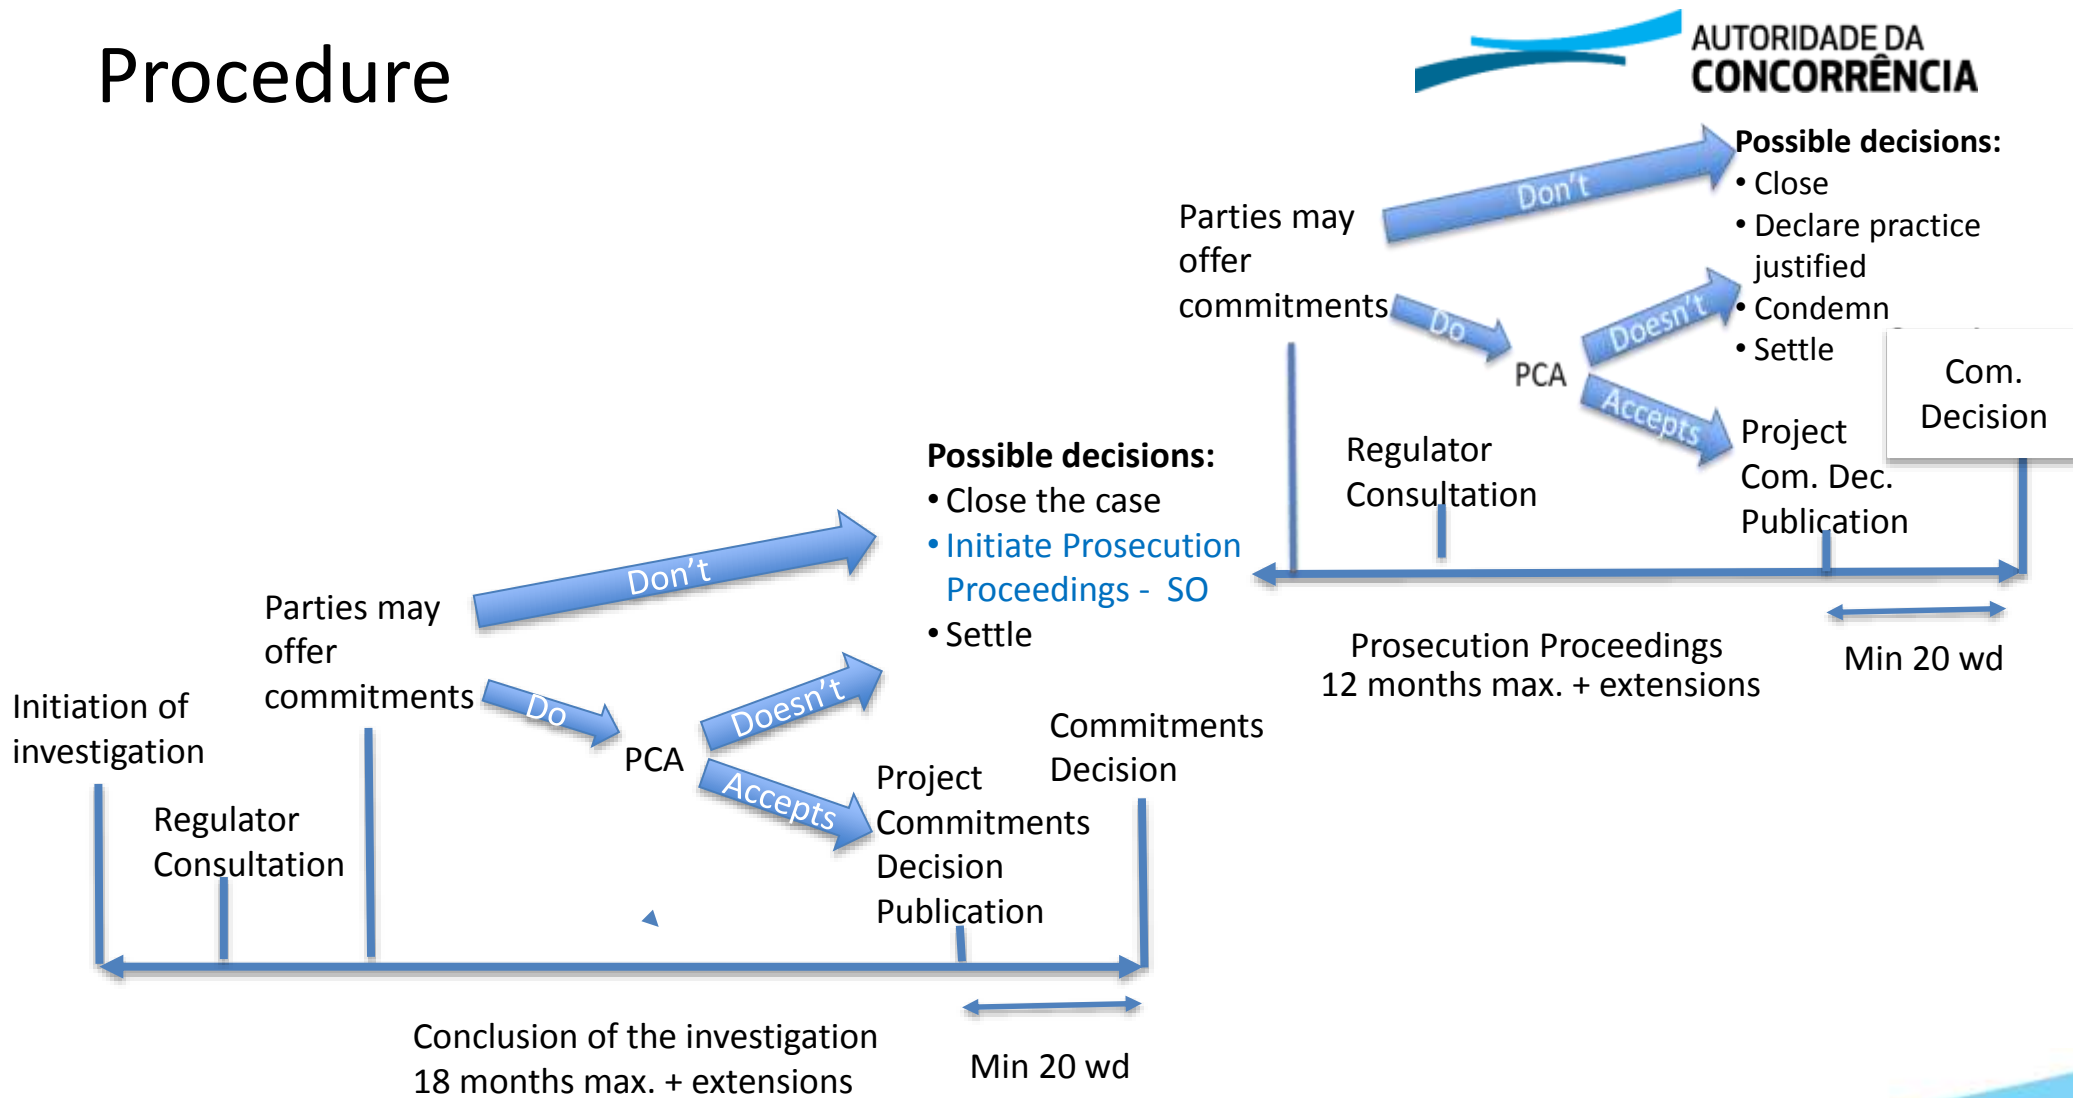 Procedure
AUTORIDADE DA
CONCORRÊNCIA
Possible decisions:
• Close
• Declare practice
justified
• Condemn
• Settle
Parties may
offer
commitments
Don't
Do
PCA
Doesn't
Accepts
Com.
Decision
Project
Com. Dec.
Publication
Regulator
Consultation
Prosecution Proceedings
12 months max. + extensions
Min 20 wd
Possible decisions:
• Close the case
• Initiate Prosecution
Proceedings - SO
• Settle
Parties may
offer
commitments
Don't
Do
PCA
Doesn't
Accepts
Initiation of
investigation
Regulator
Consultation
Project
Commitments
Decision
Publication
Commitments
Decision
Conclusion of the investigation
18 months max. + extensions
Min 20 wd